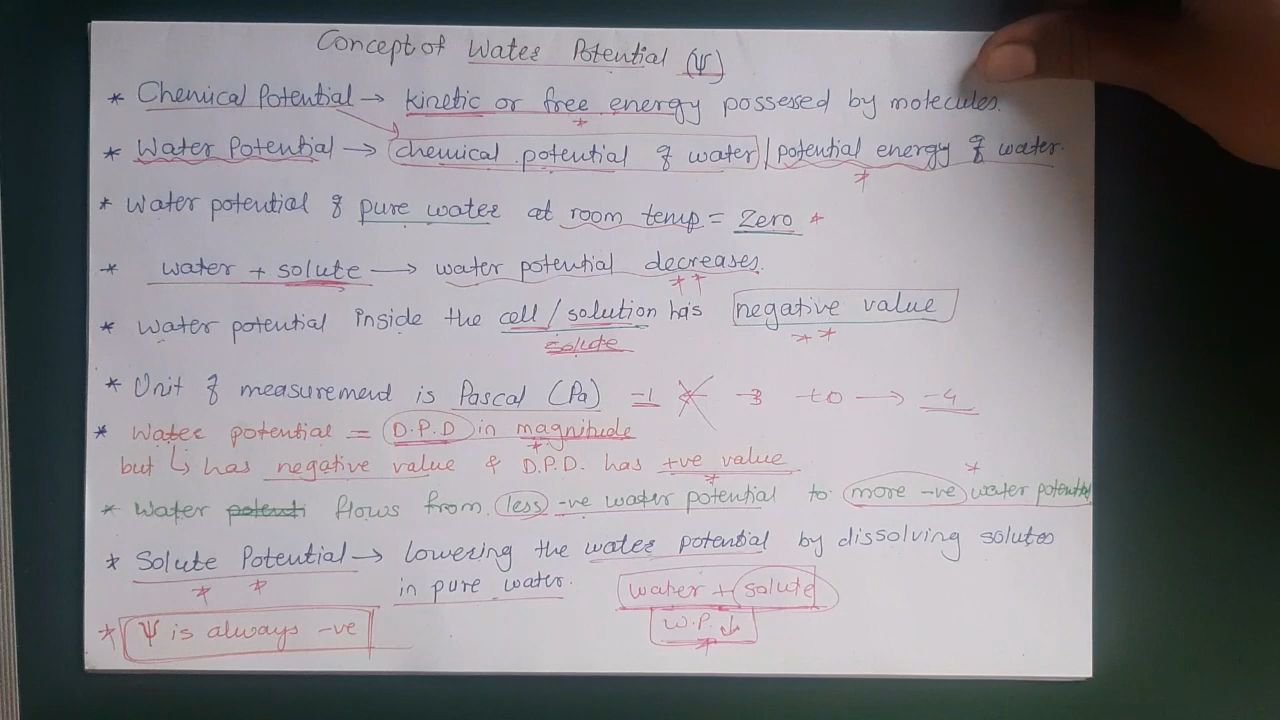 Concept of Water Potential (Ψ)
* Chemical Potential → kinetic or free energy possessed by molecules.
* Water Potential → chemical potential of water / potential energy of water.
* Water potential of pure water at room temp = Zero *
* water + solute → water potential decreases.
* Water potential inside the cell / solution has negative value
solute
* Unit of measurement is Pascal (Pa) -1 -3 to → -4
* Water potential = D.P.D in magnitude
but ↳ has negative value & D.P.D. has +ve value
* Water potenti flows from less -ve water potential to more -ve water potential
* Solute Potential → lowering the water potential by dissolving solutes
in pure water. water + solute
* Ψ is always -ve W.P. ↓